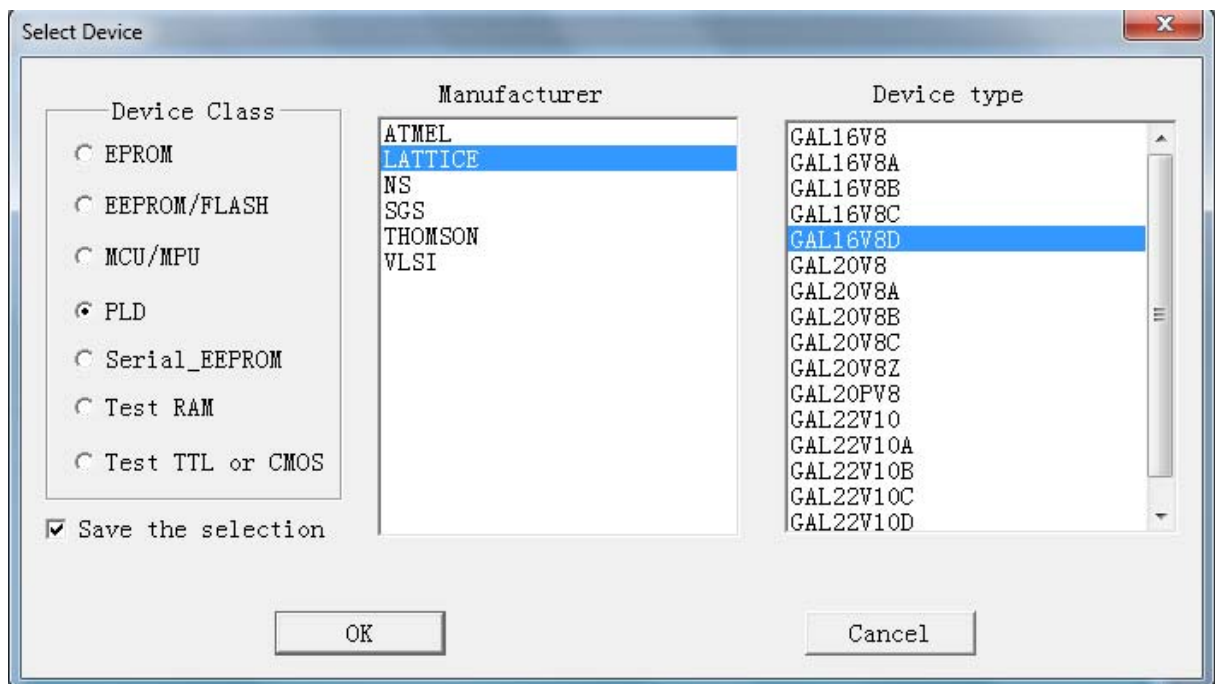 Select Device
Device Class
EPROM
EEPROM/FLASH
MCU/MPU
PLD
Serial_EEPROM
Test RAM
Test TTL or CMOS
Save the selection
Manufacturer
ATMEL
LATTICE
NS
SGS
THOMSON
VLSI
Device type
GAL16V8
GAL16V8A
GAL16V8B
GAL16V8C
GAL16V8D
GAL20V8
GAL20V8A
GAL20V8B
GAL20V8C
GAL20V8Z
GAL20PV8
GAL22V10
GAL22V10A
GAL22V10B
GAL22V10C
GAL22V10D
OK
Cancel